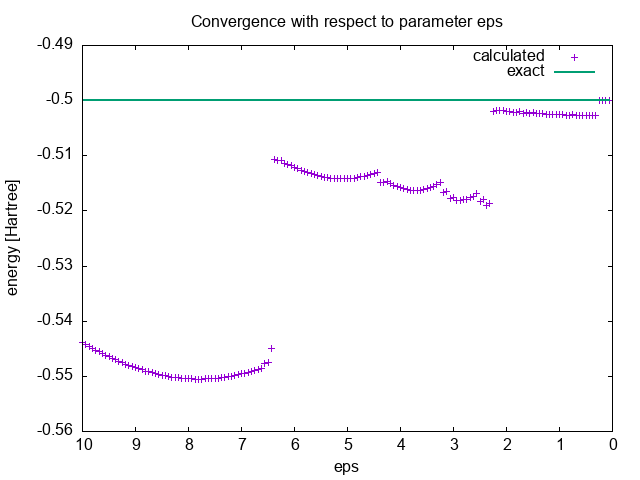 Convergence with respect to parameter eps
calculated
exact
energy [Hartree]
-0.49
-0.5
-0.51
-0.52
-0.53
-0.54
-0.55
-0.56
10 9 8 7 6 5 4 3 2 1 0
eps